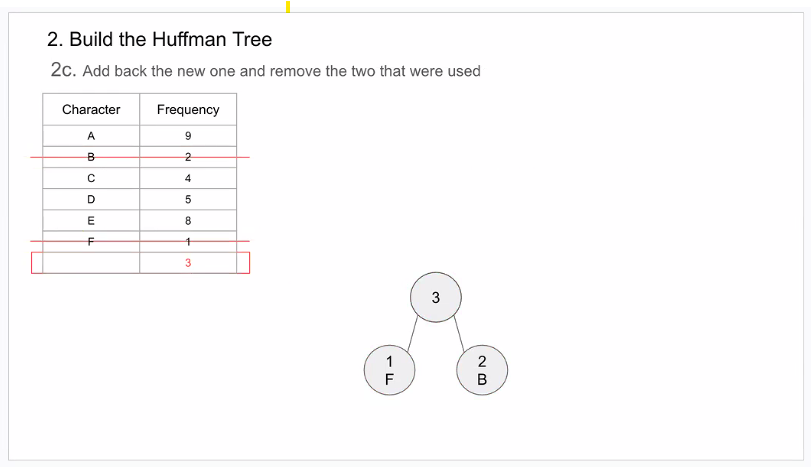 2. Build the Huffman Tree
2c. Add back the new one and remove the two that were used
Character Frequency
A 9
B 2
C 4
D 5
E 8
F 1
3
3
1 2
F B